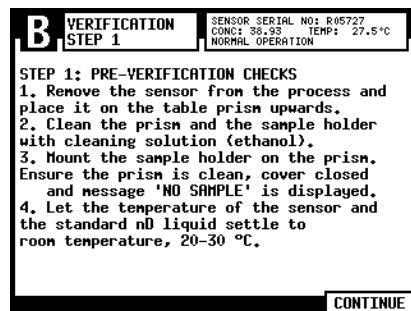 B
VERIFICATION
STEP 1
SENSOR SERIAL NO: R05727
CONC: 38.93 TEMP: 27.5°C
NORMAL OPERATION
STEP 1: PRE-VERIFICATION CHECKS
1. Remove the sensor from the process and
place it on the table prism upwards.
2. Clean the prism and the sample holder
with cleaning solution (ethanol).
3. Mount the sample holder on the prism.
Ensure the prism is clean, cover closed
and message 'NO SAMPLE' is displayed.
4. Let the temperature of the sensor and
the standard nD liquid settle to
room temperature, 20-30 °C.
CONTINUE